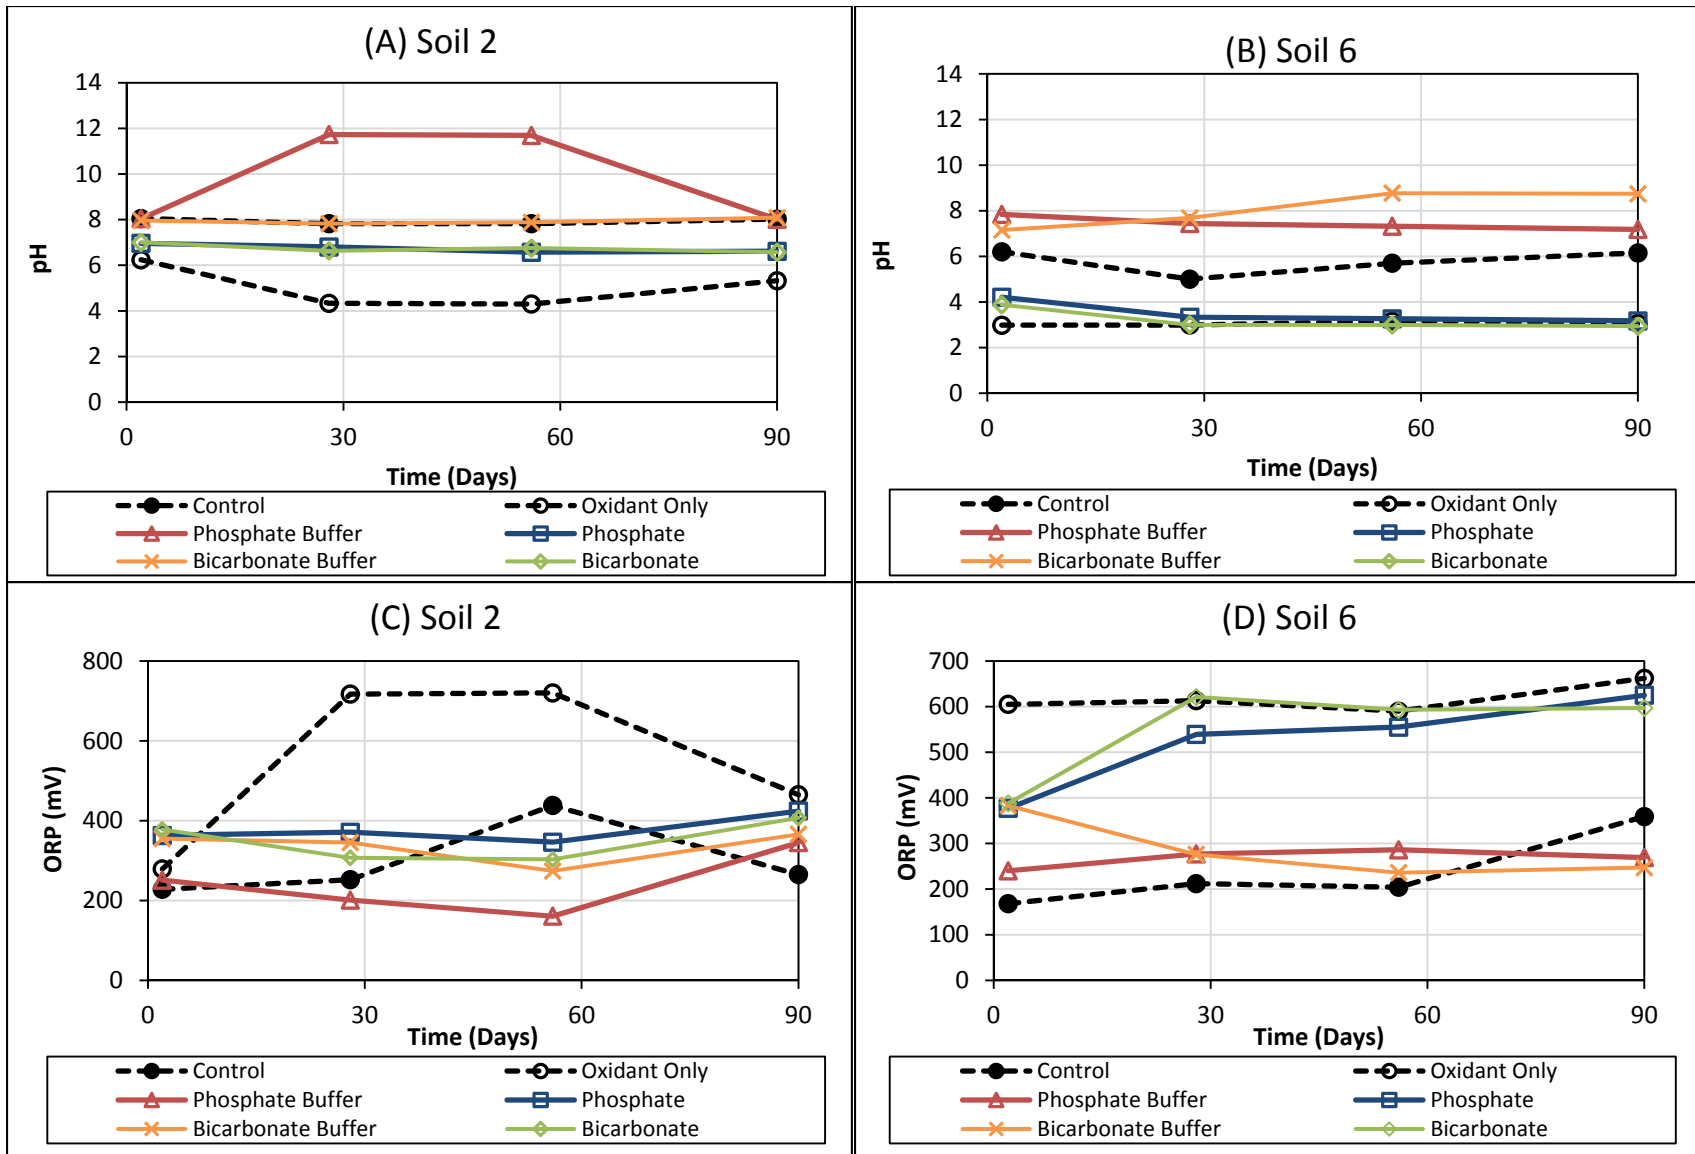 (A) Soil 2
pH
14
12
10
8
6
4
2
0
0 30 60 90
Time (Days)
Control Oxidant Only
Phosphate Buffer Phosphate
Bicarbonate Buffer Bicarbonate
(B) Soil 6
pH
14
12
10
8
6
4
2
0
0 30 60 90
Time (Days)
Control Oxidant Only
Phosphate Buffer Phosphate
Bicarbonate Buffer Bicarbonate
(C) Soil 2
ORP (mV)
800
600
400
200
0
0 30 60 90
Time (Days)
Control Oxidant Only
Phosphate Buffer Phosphate
Bicarbonate Buffer Bicarbonate
(D) Soil 6
ORP (mV)
700
600
500
400
300
200
100
0
0 30 60 90
Time (Days)
Control Oxidant Only
Phosphate Buffer Phosphate
Bicarbonate Buffer Bicarbonate